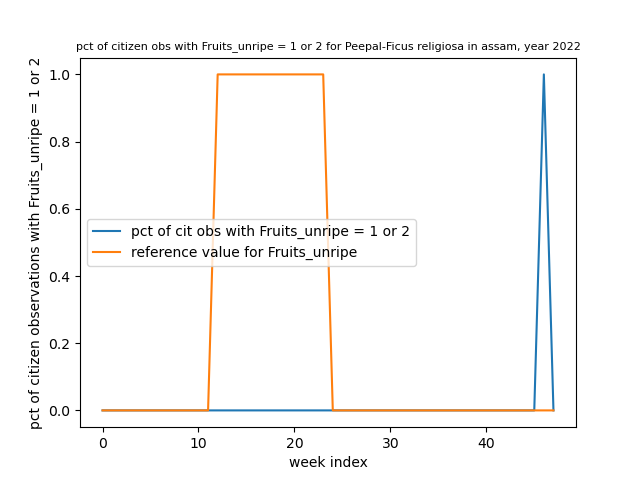 pct of citizen obs with Fruits_unripe = 1 or 2 for Peepal-Ficus religiosa in assam, year 2022
pct of citizen observations with Fruits_unripe = 1 or 2
1.0
0.8
0.6
0.4
0.2
0.0
pct of cit obs with Fruits_unripe = 1 or 2
reference value for Fruits_unripe
0 10 20 30 40
week index